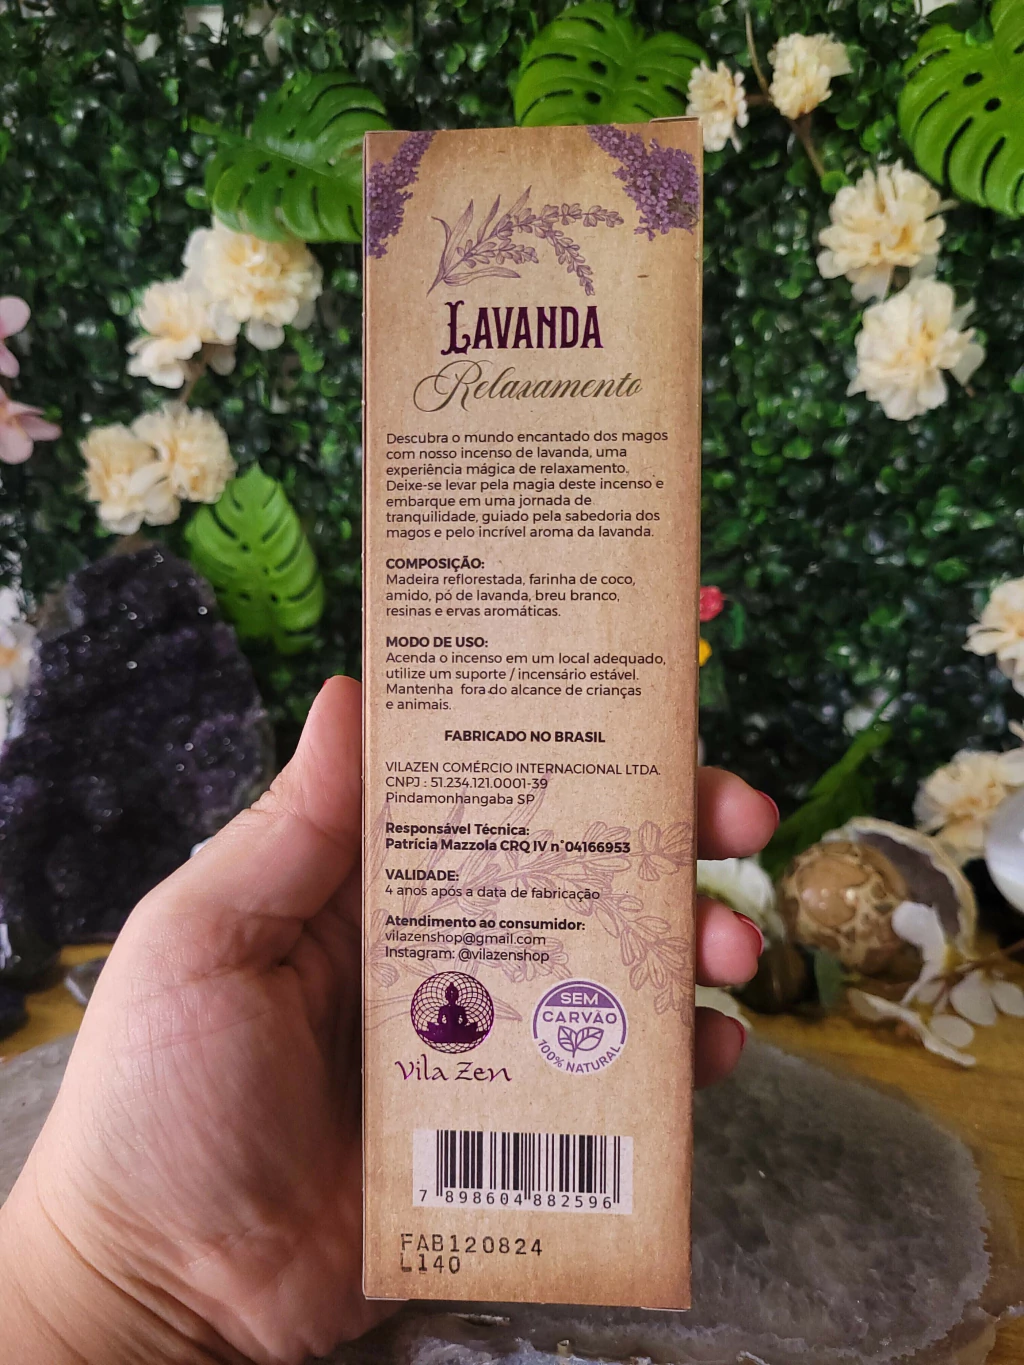 LAVANDA
Relaxamento
Descubra o mundo encantado dos magos
com nosso incenso de lavanda, uma
experiência mágica de relaxamento.
Deixe-se levar pela magia deste incenso e
embarque em uma jornada de
tranquilidade, guiado pela sabedoria dos
magos e pelo incrível aroma da lavanda.
COMPOSIÇÃO:
Madeira reflorestada, farinha de coco,
amido, pó de lavanda, breu branco,
resinas e ervas aromáticas.
MODO DE USO:
Acenda o incenso em um local adequado,
utilize um suporte / incensário estável.
Mantenha fora do alcance de crianças
e animais.
FABRICADO NO BRASIL
VILAZEN COMÉRCIO INTERNACIONAL LTDA.
CNPJ : 51.234.121.0001-39
Pindamonhangaba SP
Responsável Técnica:
Patrícia Mazzola CRQ IV n°04166953
VALIDADE:
4 anos após a data de fabricação
Atendimento ao consumidor:
vilazenshop@gmail.com
Instagram: @vilazenshop
Vila Zen
SEM
CARVÃO
100% NATURAL
7 898604 882596
FAB120824
L140